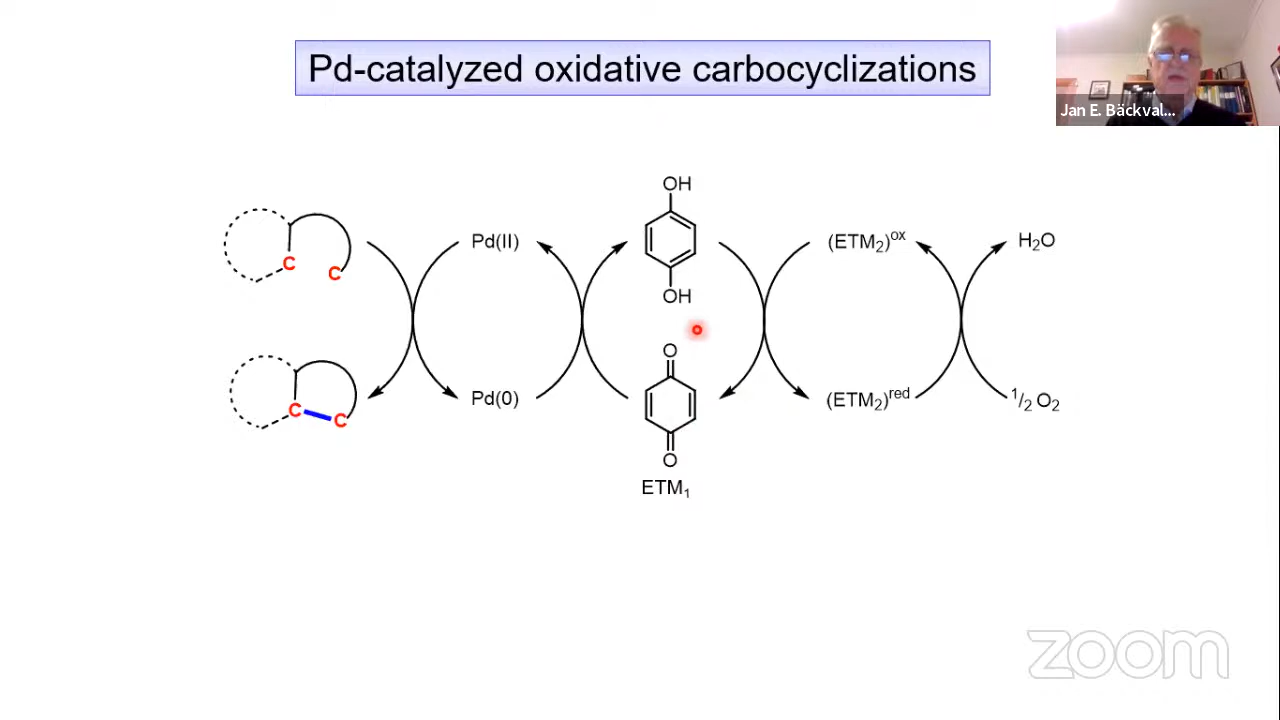 Pd-catalyzed oxidative carbocyclizations
Jan E. Bäckval...
OH
Pd(II)
(ETM₂)ᵒˣ
H₂O
C
C
OH
O
Pd(0)
(ETM₂)ʳᵉᵈ
¹/₂ O₂
C
C
O
ETM₁
zoom